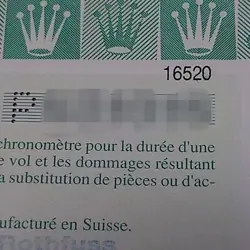 16520
P
chronomètre pour la durée d'une
e vol et les dommages résultant
a substitution de pièces ou d'ac-
ufacturé en Suisse.